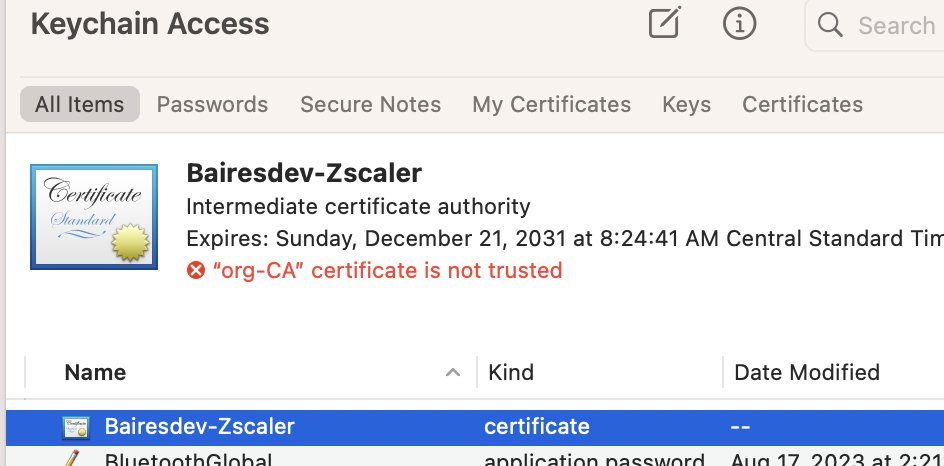 Keychain Access
Search
All Items Passwords Secure Notes My Certificates Keys Certificates
Certificate
Standard
Bairesdev-Zscaler
Intermediate certificate authority
Expires: Sunday, December 21, 2031 at 8:24:41 AM Central Standard Tim
“org-CA” certificate is not trusted
Name Kind Date Modified
Bairesdev-Zscaler certificate --
BluetoothGlobal application password Aug 17, 2023 at 2:21